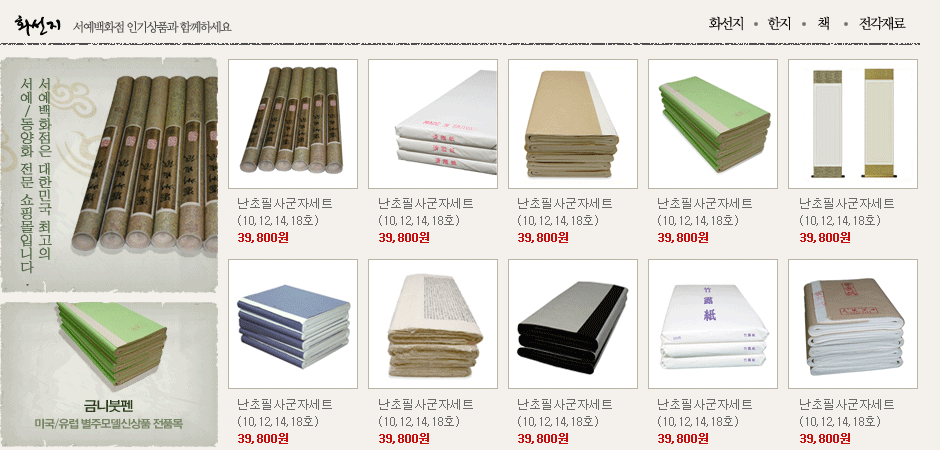 화선지 서예백화점 인기상품과 함께하세요
화선지 • 한지 • 책 • 전각재료
서예백화점은 대한민국 최고의
서예/동양화 전문 쇼핑몰입니다.
난초필사군자세트
(10,12,14,18호)
39,800원
난초필사군자세트
(10,12,14,18호)
39,800원
난초필사군자세트
(10,12,14,18호)
39,800원
난초필사군자세트
(10,12,14,18호)
39,800원
난초필사군자세트
(10,12,14,18호)
39,800원
금니붓펜
미국/유럽 별주모델신상품 전품목
竹露紙
난초필사군자세트
(10,12,14,18호)
39,800원
난초필사군자세트
(10,12,14,18호)
39,800원
난초필사군자세트
(10,12,14,18호)
39,800원
난초필사군자세트
(10,12,14,18호)
39,800원
난초필사군자세트
(10,12,14,18호)
39,800원